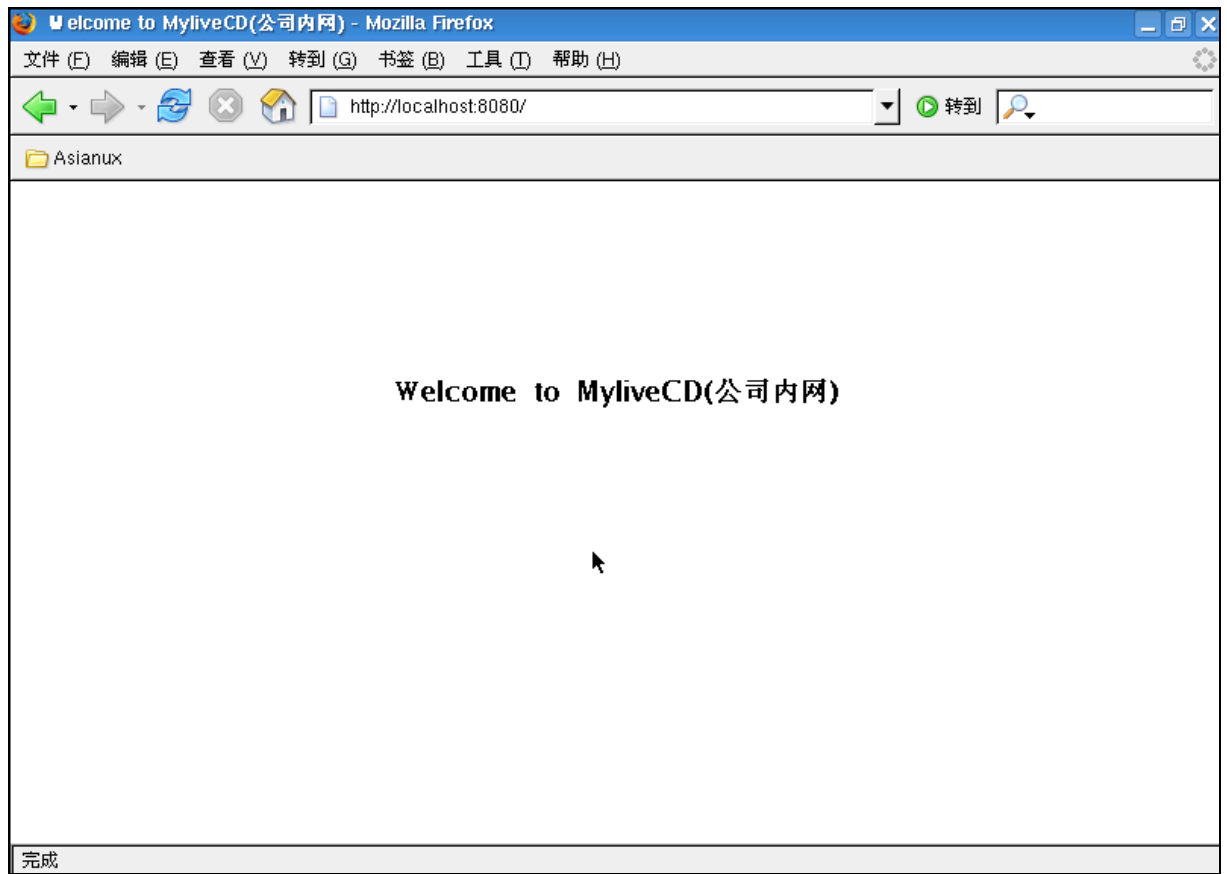 Welcome to MyliveCD(公司内网) - Mozilla Firefox
文件 (F) 编辑 (E) 查看 (V) 转到 (G) 书签 (B) 工具 (T) 帮助 (H)
http://localhost:8080/ 转到
Asianux
Welcome to MyliveCD(公司内网)
完成